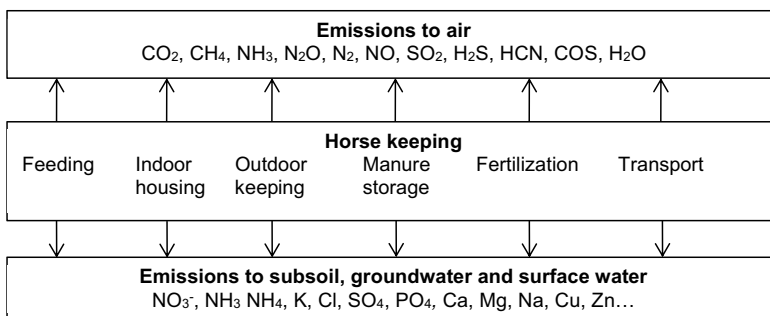 Emissions to air
CO₂, CH₄, NH₃, N₂O, N₂, NO, SO₂, H₂S, HCN, COS, H₂O
Horse keeping
Feeding Indoor housing Outdoor keeping Manure storage Fertilization Transport
Emissions to subsoil, groundwater and surface water
NO₃⁻, NH₃ NH₄, K, Cl, SO₄, PO₄, Ca, Mg, Na, Cu, Zn…